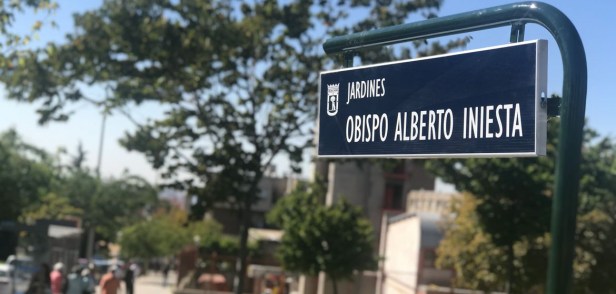 JARDINES
OBISPO ALBERTO INIESTA